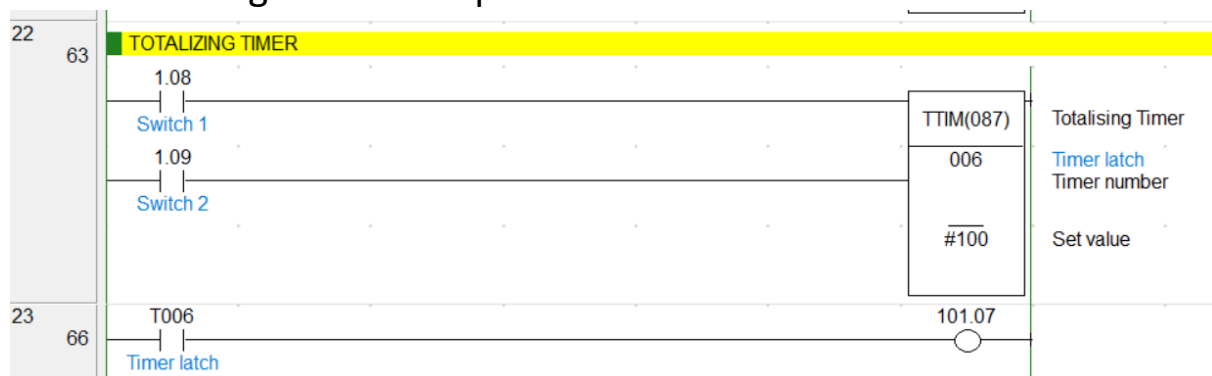 22
63
TOTALIZING TIMER
1.08
Switch 1
TTIM(087)
Totalising Timer
1.09
Switch 2
006
Timer latch
Timer number
#100
Set value
23
66
T006
Timer latch
101.07